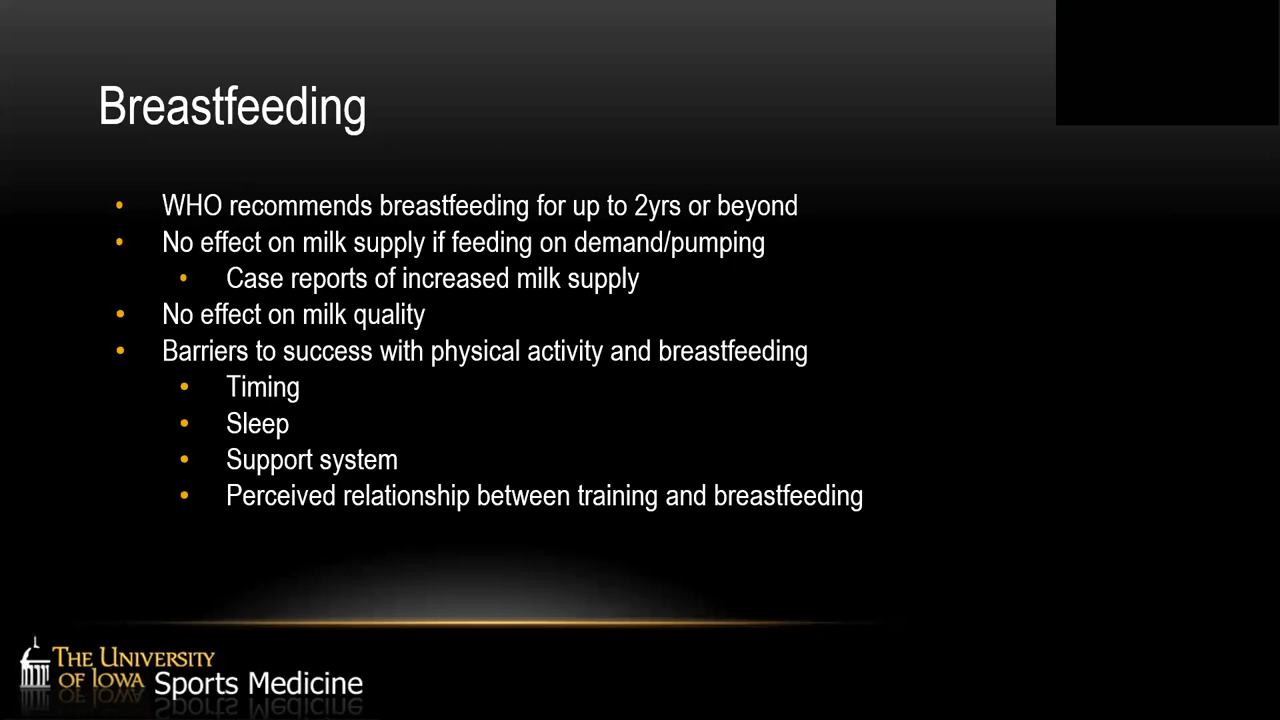 Breastfeeding
• WHO recommends breastfeeding for up to 2yrs or beyond
• No effect on milk supply if feeding on demand/pumping
• Case reports of increased milk supply
• No effect on milk quality
• Barriers to success with physical activity and breastfeeding
• Timing
• Sleep
• Support system
• Perceived relationship between training and breastfeeding
THE UNIVERSITY
OF IOWA Sports Medicine